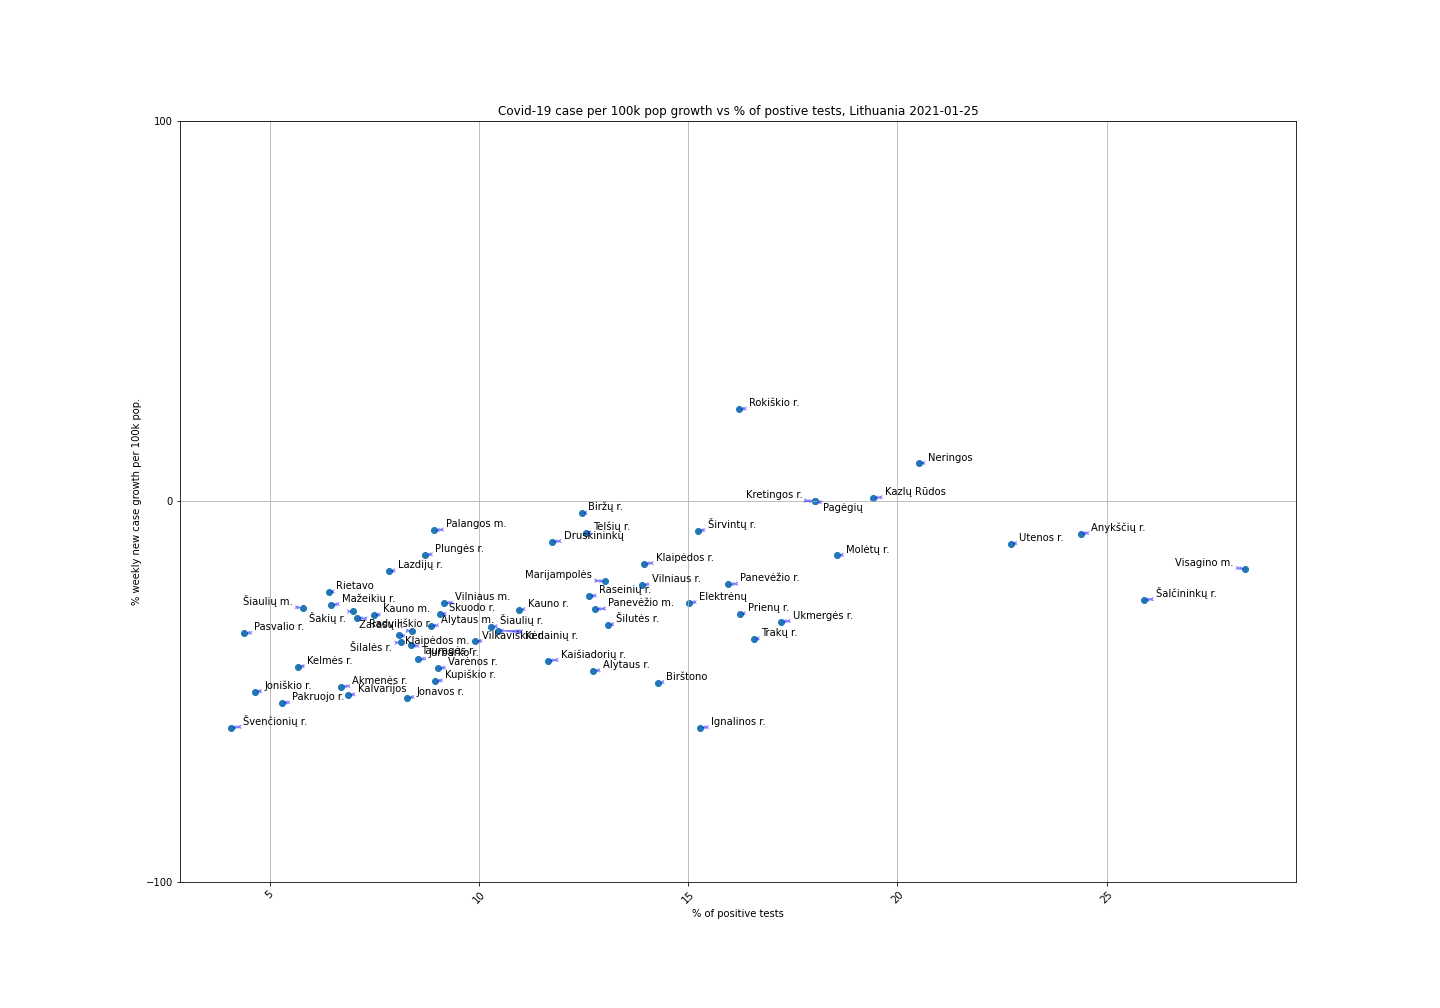 Covid-19 case per 100k pop growth vs % of postive tests, Lithuania 2021-01-25
100
Rokiškio r.
% weekly new case growth per 100k pop.
Neringos
Kazlų Rūdos
Kretingos r.
0
Pagėgių
Biržų r.
Palangos m.
Telšių r.
Širvintų r.
Anykščių r.
Druskininkų
Utenos r.
Plungės r.
Molėtų r.
Klaipėdos r.
Visagino m.
Lazdijų r.
Marijampolės
Vilniaus r.
Panevėžio r.
Rietavo
Raseinių r.
Šalčininkų r.
Mažeikių r.
Vilniaus m.
Elektrėnų
Šiaulių m.
Kauno r.
Panevėžio m.
Kauno m.
Skuodo r.
Prienų r.
Šakių r.
Alytaus m.
Šiaulių r.
Šilutės r.
Ukmergės r.
Zarasų r.
Radviliškio r.
Pasvalio r.
Trakų r.
Vilkaviškio r.
Kėdainių r.
Klaipėdos m.
Šilalės r.
Tauragės r.
Jurbarko r.
Kelmės r.
Varėnos r.
Kaišiadorių r.
Alytaus r.
Kupiškio r.
Birštono
Akmenės r.
Joniškio r.
Kalvarijos
Jonavos r.
Pakruojo r.
Švenčionių r.
Ignalinos r.
-100
5
10
15
20
25
% of positive tests